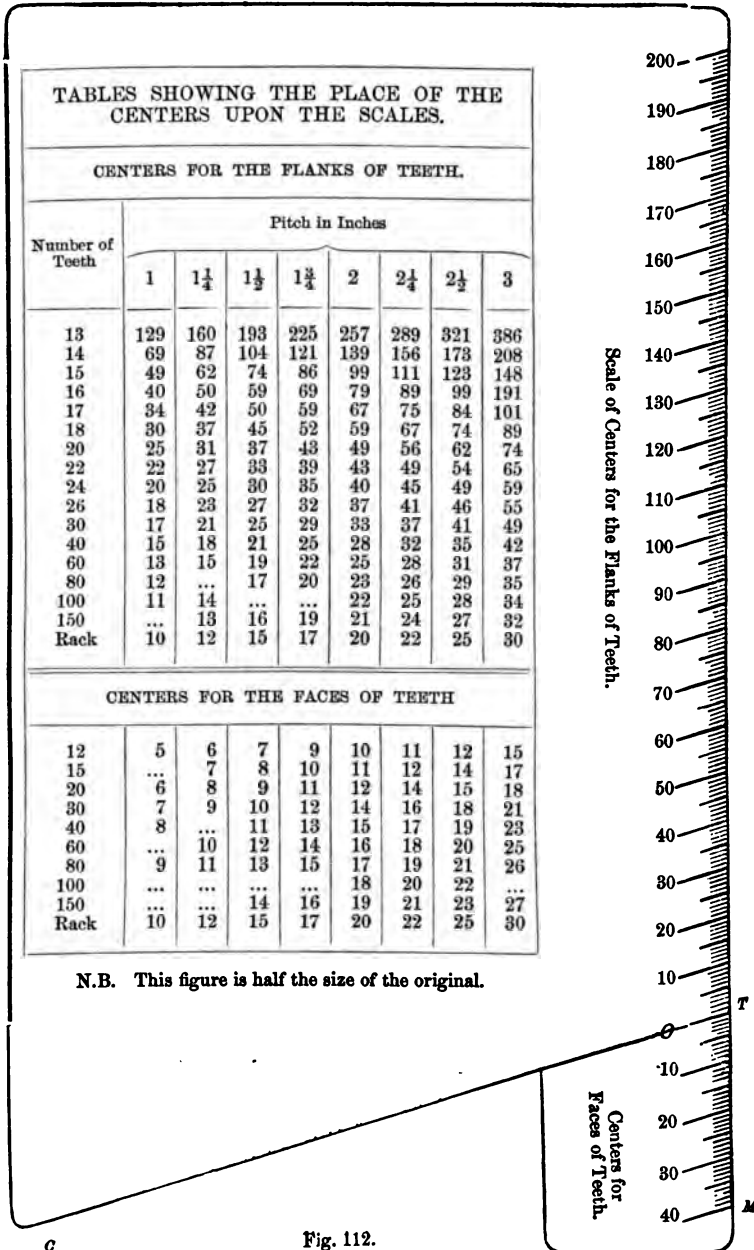 TABLES SHOWING THE PLACE OF THE
CENTERS UPON THE SCALES.
CENTERS FOR THE FLANKS OF TEETH.
Number of
Teeth
Pitch in Inches
1 1 1/4 1 1/2 1 3/4 2 2 1/4 2 1/2 3
13 129 160 193 225 257 289 321 386
14 69 87 104 121 139 156 173 208
15 49 62 74 86 99 111 123 148
16 40 50 59 69 79 89 99 191
17 34 42 50 59 67 75 84 101
18 30 37 45 52 59 67 74 89
20 25 31 37 43 49 56 62 74
22 22 27 33 39 43 49 54 65
24 20 25 30 35 40 45 49 59
26 18 23 27 32 37 41 46 55
30 17 21 25 29 33 37 41 49
40 15 18 21 25 28 32 35 42
60 13 15 19 22 25 28 31 37
80 12 ... 17 20 23 26 29 35
100 11 14 ... ... 22 25 28 34
150 ... 13 16 19 21 24 27 32
Rack 10 12 15 17 20 22 25 30
CENTERS FOR THE FACES OF TEETH
12 5 6 7 9 10 11 12 15
15 ... 7 8 10 11 12 14 17
20 6 8 9 11 12 14 15 18
30 7 9 10 12 14 16 18 21
40 8 ... 11 13 15 17 19 23
60 ... 10 12 14 16 18 20 25
80 9 11 13 15 17 19 21 26
100 ... ... ... ... 18 20 22 ...
150 ... ... 14 16 19 21 23 27
Rack 10 12 15 17 20 22 25 30
N.B. This figure is half the size of the original.
Scale of Centers for the Flanks of Teeth.
200
190
180
170
160
150
140
130
120
110
100
90
80
70
60
50
40
30
20
10
T
0
10
20
30
40
M
Centers for
Faces of Teeth.
C
Fig. 112.